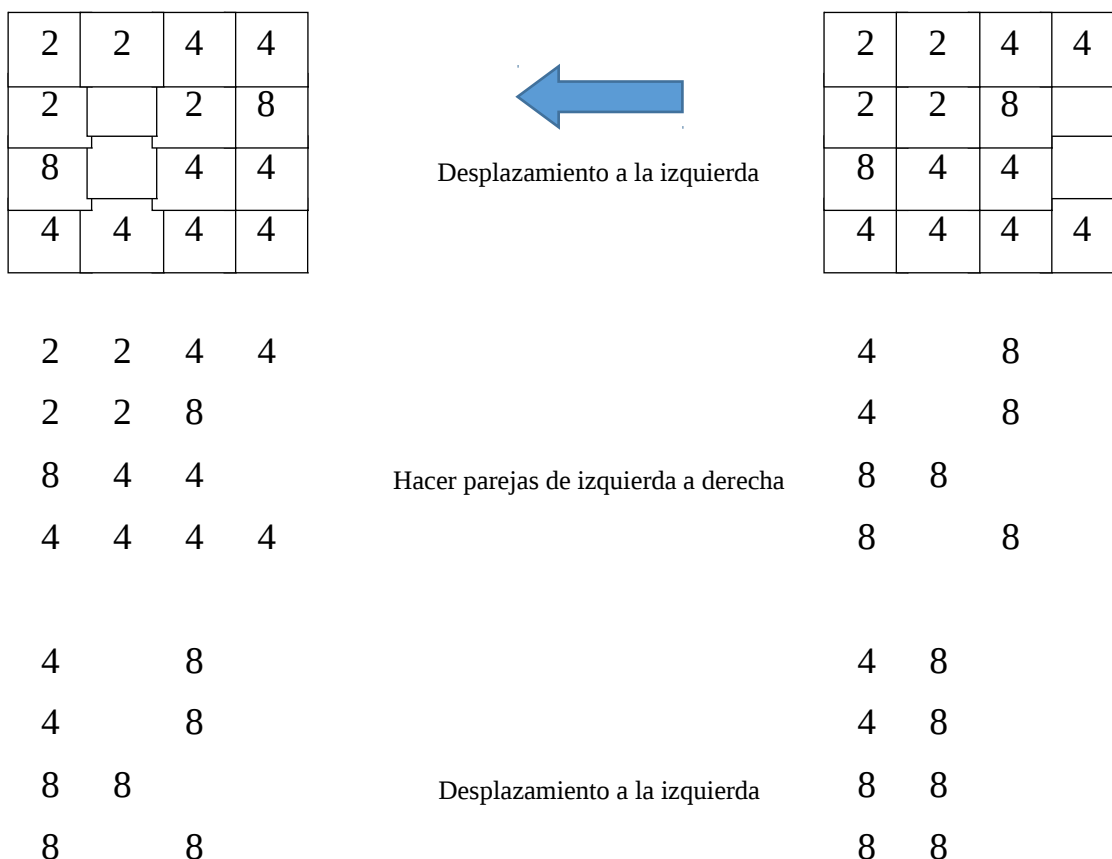 2 2 4 4 2 2 4 4
2 2 8 2 2 8
8 4 4 Desplazamiento a la izquierda 8 4 4
4 4 4 4 4 4 4 4
2 2 4 4 4 8
2 2 8 4 8
8 4 4 Hacer parejas de izquierda a derecha 8 8
4 4 4 4 8 8
4 8 4 8
4 8 4 8
8 8 Desplazamiento a la izquierda 8 8
8 8 8 8